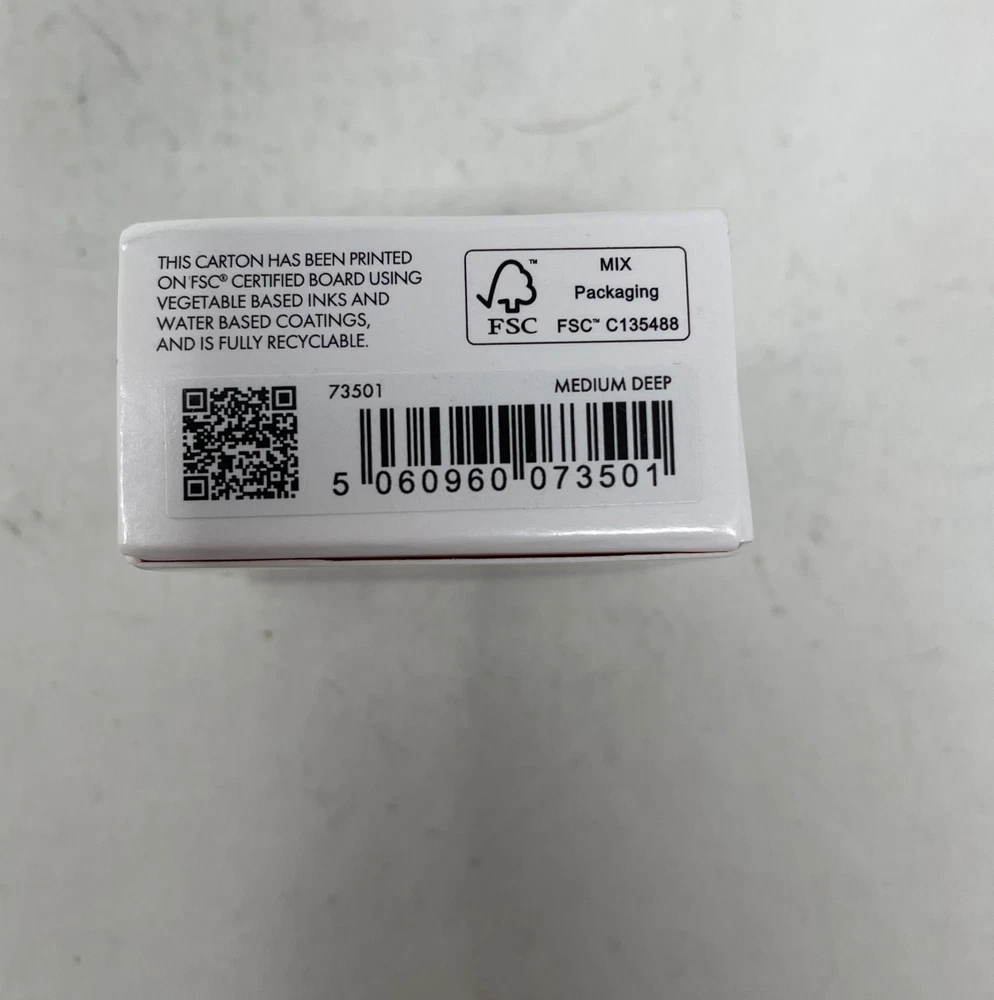 THIS CARTON HAS BEEN PRINTED
ON FSC® CERTIFIED BOARD USING
VEGETABLE BASED INKS AND
WATER BASED COATINGS,
AND IS FULLY RECYCLABLE.
™
FSC
MIX
Packaging
FSC™ C135488
73501
MEDIUM DEEP
5 060960 073501